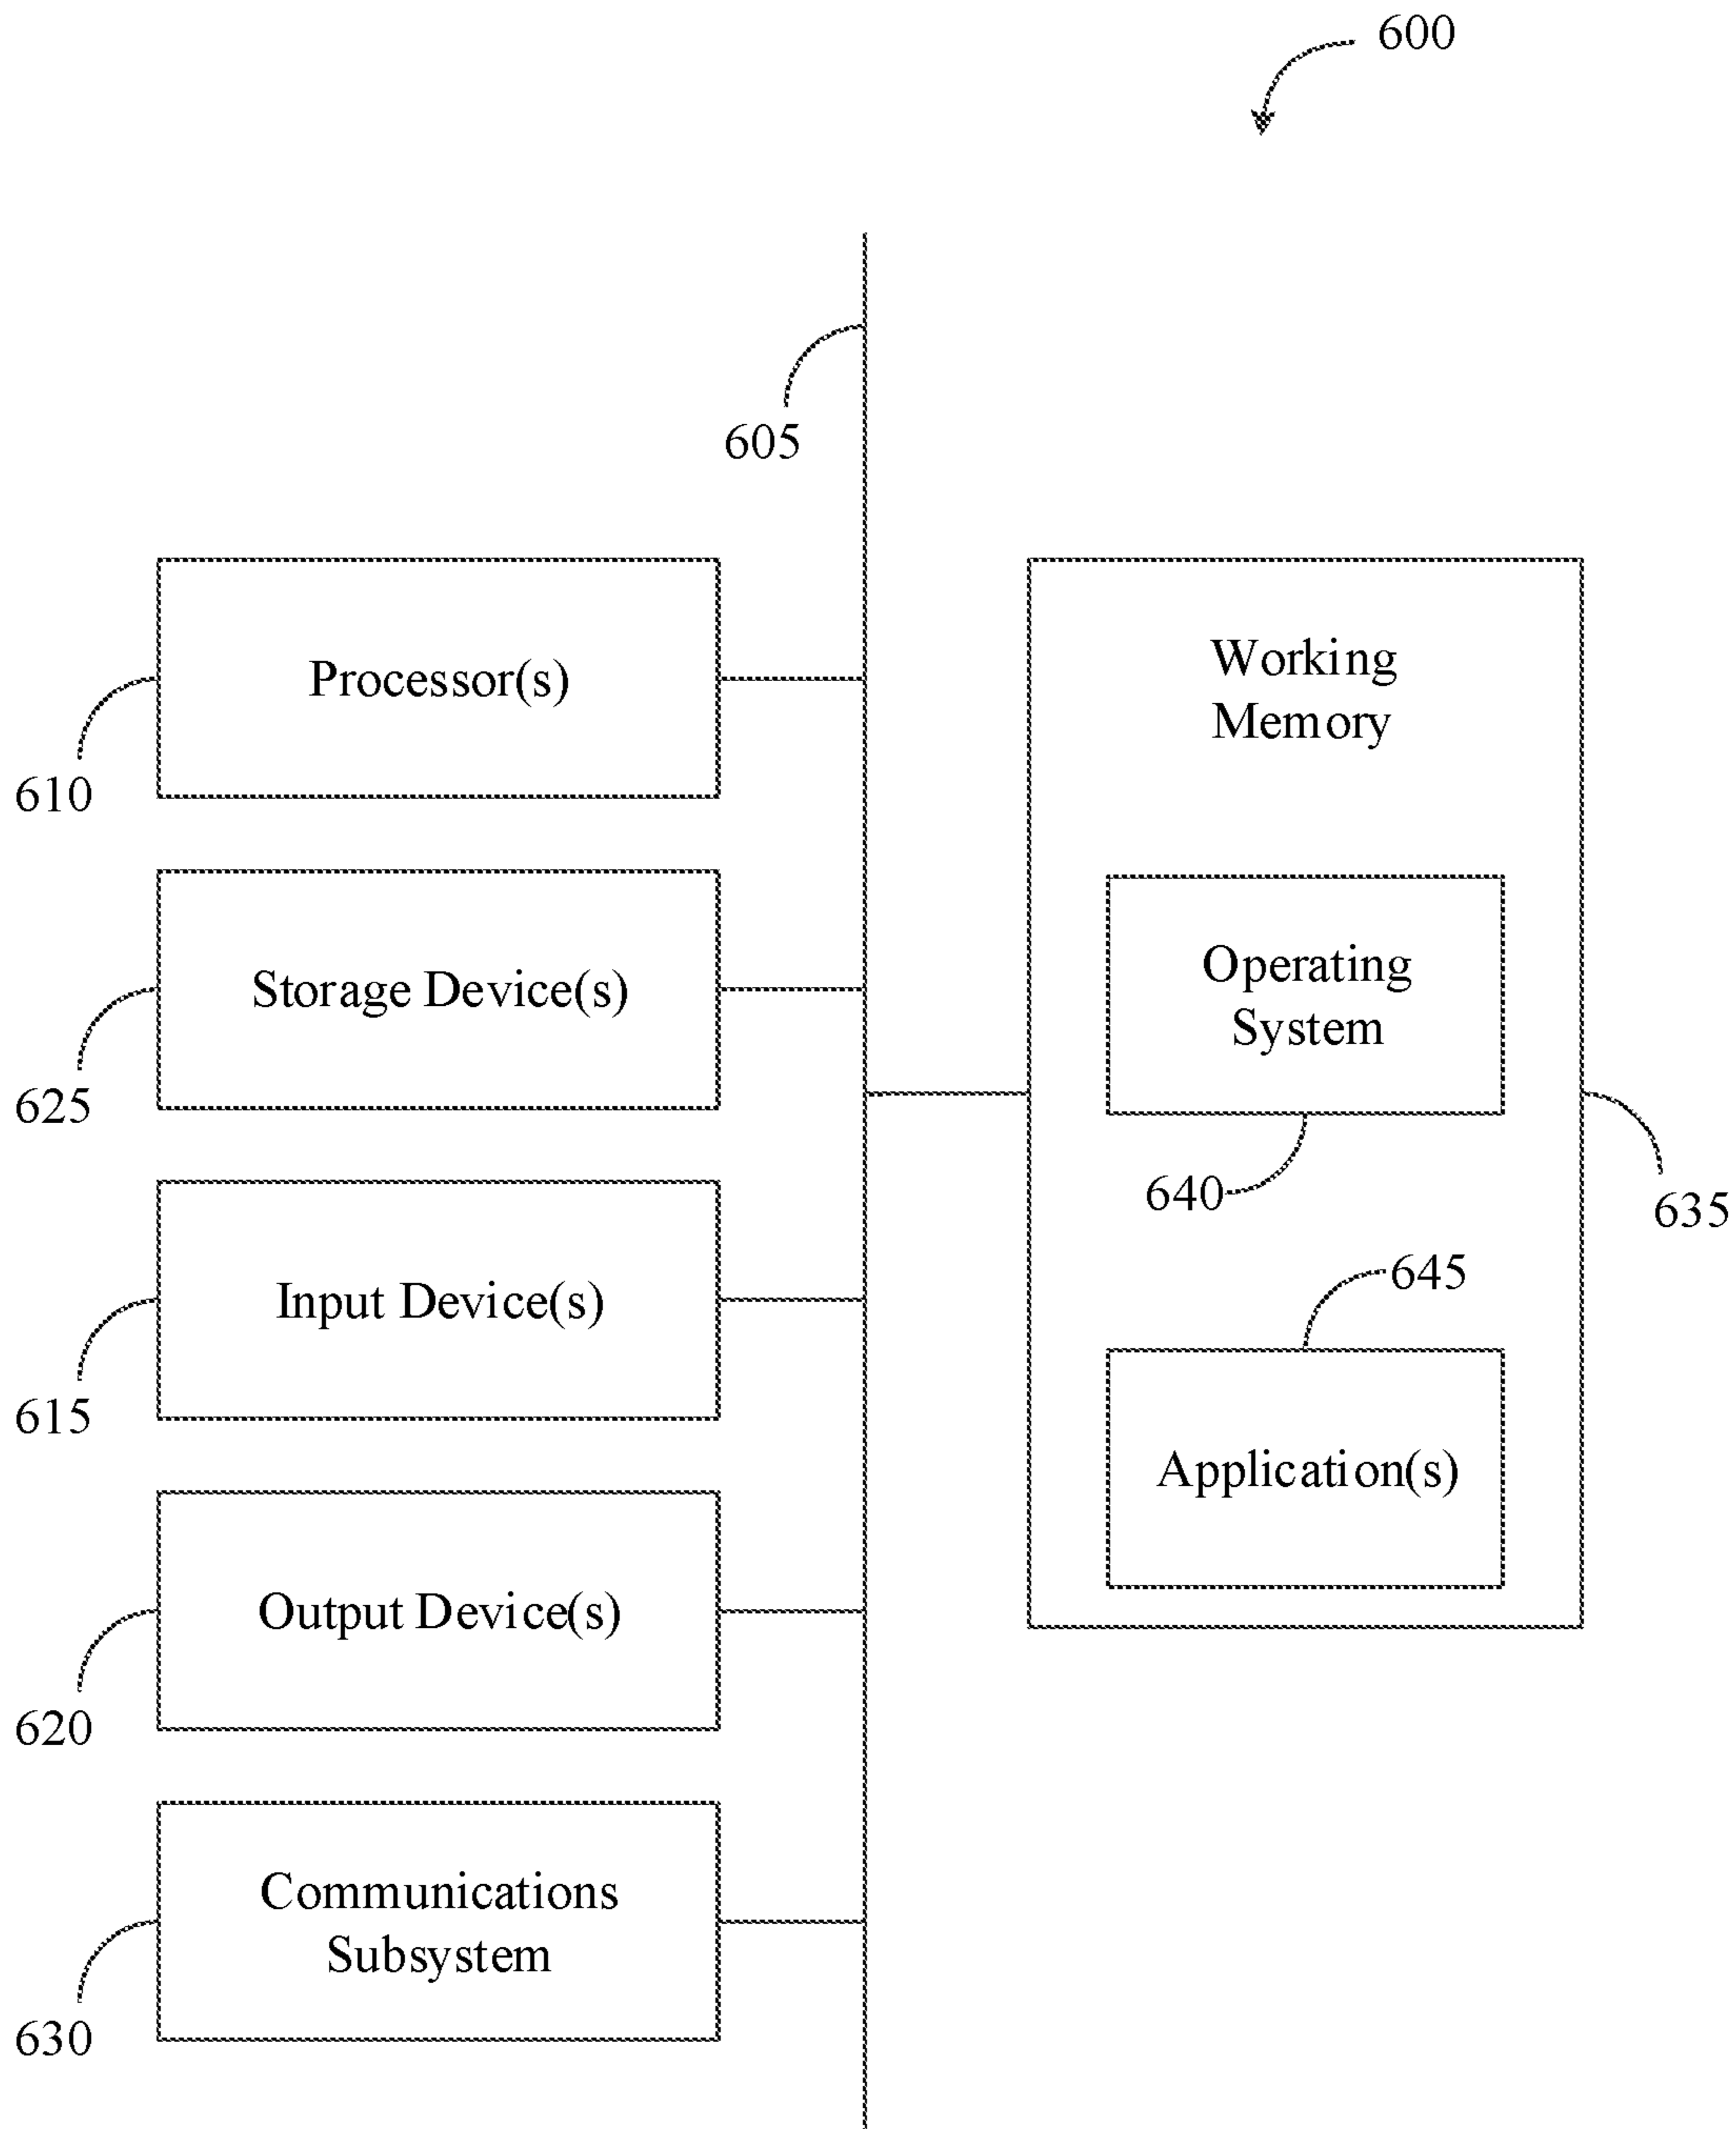 600
605
Processor(s)
610
Storage Device(s)
625
Input Device(s)
615
Output Device(s)
620
Communications
Subsystem
630
Working
Memory
Operating
System
640
635
645
Application(s)